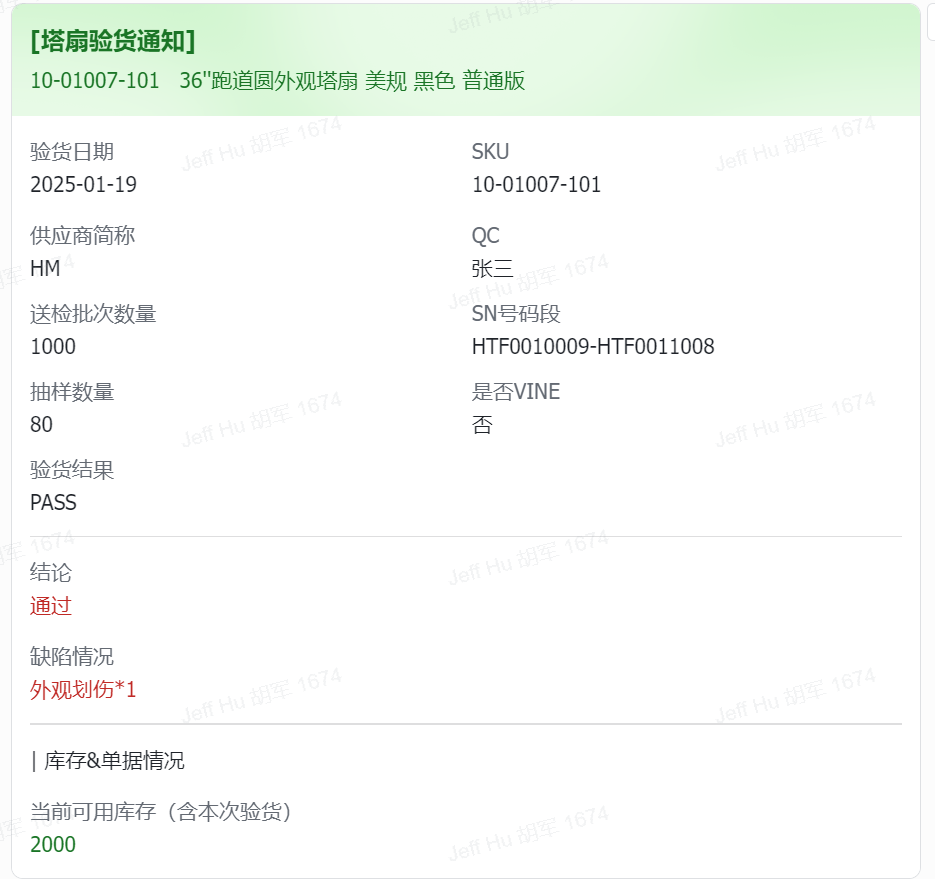 [塔扇验货通知]
10-01007-101 36"跑道圆外观塔扇 美规 黑色 普通版
验货日期 SKU
2025-01-19 10-01007-101
供应商简称 QC
HM 张三
送检批次数量 SN号码段
1000 HTF0010009-HTF0011008
抽样数量 是否VINE
80 否
验货结果
PASS
结论
通过
缺陷情况
外观划伤*1
| 库存&单据情况
当前可用库存（含本次验货）
2000
Jeff Hu 胡军 1674